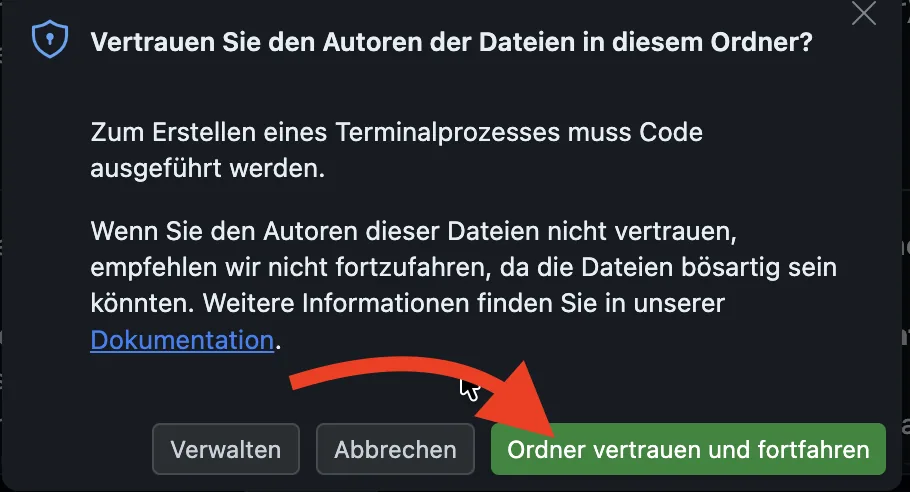 Vertrauen Sie den Autoren der Dateien in diesem Ordner?
Zum Erstellen eines Terminalprozesses muss Code
ausgeführt werden.
Wenn Sie den Autoren dieser Dateien nicht vertrauen,
empfehlen wir nicht fortzufahren, da die Dateien bösartig sein
könnten. Weitere Informationen finden Sie in unserer
Dokumentation.
Verwalten
Abbrechen
Ordner vertrauen und fortfahren